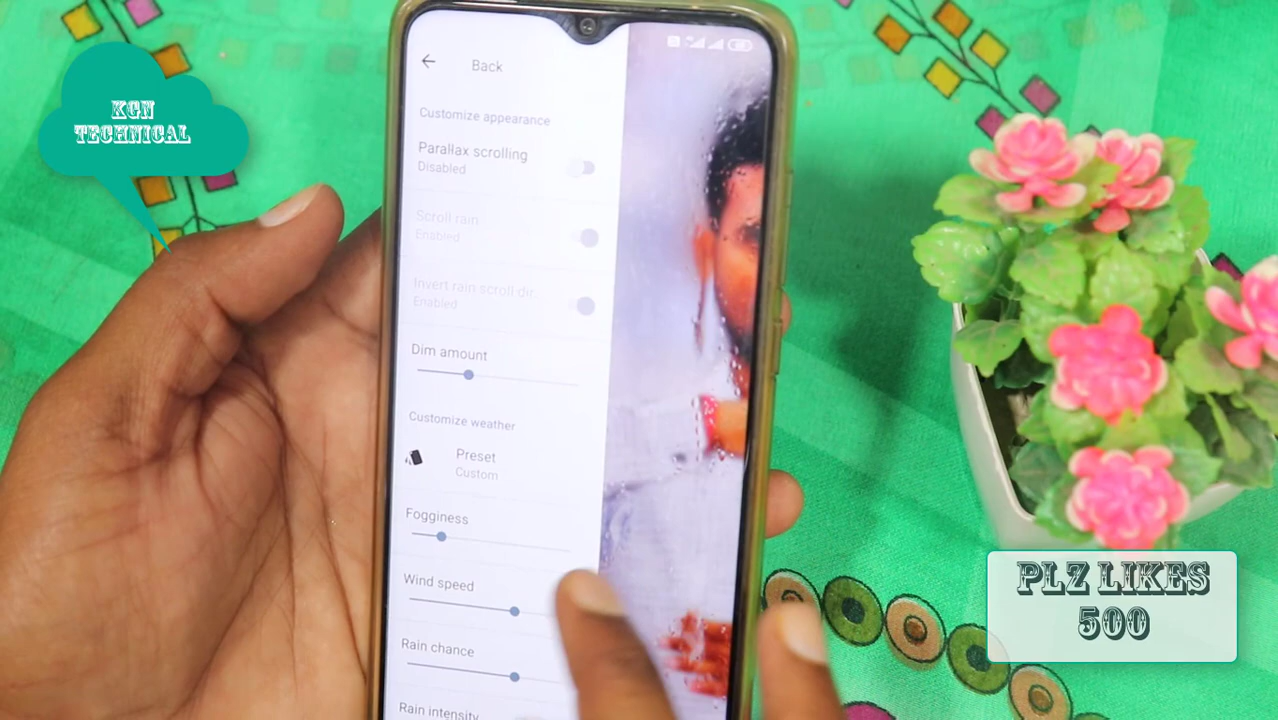 KGN
TECHNICAL
Back
Customize appearance
Parallax scrolling
Disabled
Scroll rain
Enabled
Invert rain scroll dir
Enabled
Dim amount
Customize weather
Preset
Custom
Fogginess
Wind speed
Rain chance
Rain intensity
PLZ LIKES
500